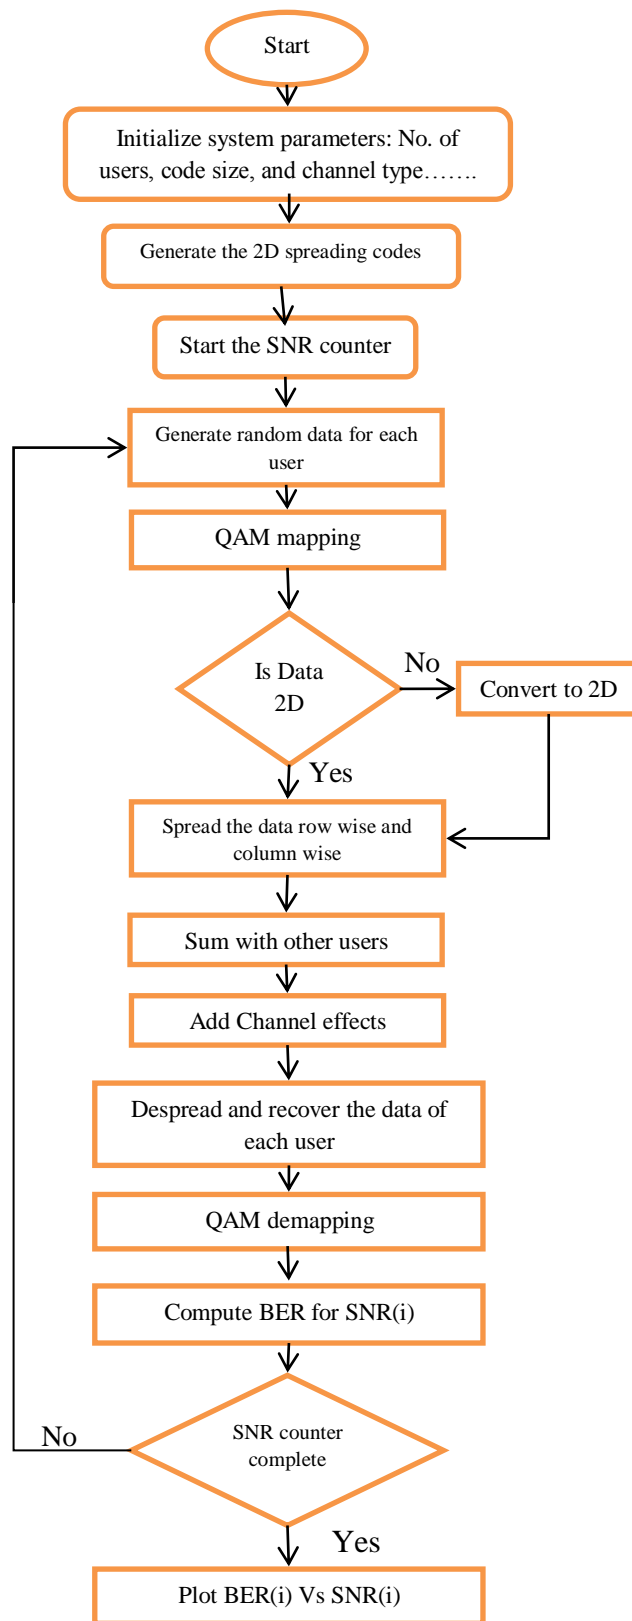 Start
Initialize system parameters: No. of
users, code size, and channel type…….
Generate the 2D spreading codes
Start the SNR counter
Generate random data for each
user
QAM mapping
Is Data
2D
No
Convert to 2D
Yes
Spread the data row wise and
column wise
Sum with other users
Add Channel effects
Despread and recover the data of
each user
QAM demapping
Compute BER for SNR(i)
SNR counter
complete
No
Yes
Plot BER(i) Vs SNR(i)